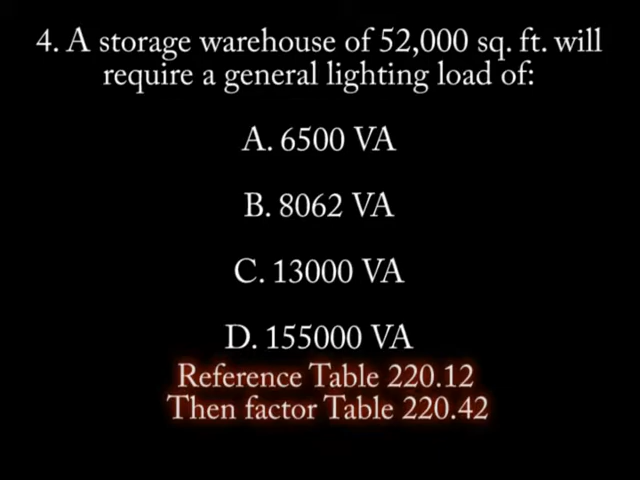 4. A storage warehouse of 52,000 sq. ft. will
require a general lighting load of:
A. 6500 VA
B. 8062 VA
C. 13000 VA
D. 155000 VA
Reference Table 220.12
Then factor Table 220.42